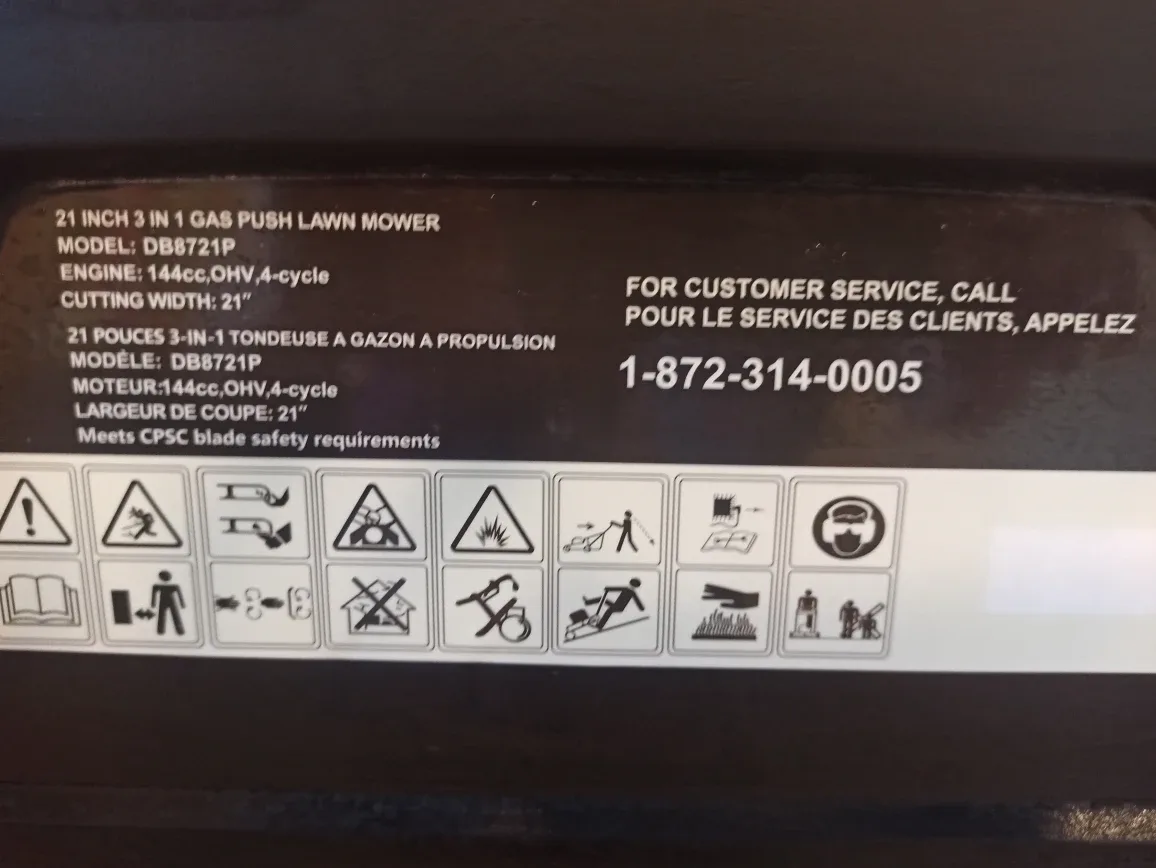 21 INCH 3 IN 1 GAS PUSH LAWN MOWER
MODEL: DB8721P
ENGINE: 144cc,OHV,4-cycle
CUTTING WIDTH: 21"
21 POUCES 3-IN-1 TONDEUSE A GAZON A PROPULSION
MODÈLE: DB8721P
MOTEUR:144cc,OHV,4-cycle
LARGEUR DE COUPE: 21"
Meets CPSC blade safety requirements
FOR CUSTOMER SERVICE, CALL
POUR LE SERVICE DES CLIENTS, APPELEZ
1-872-314-0005